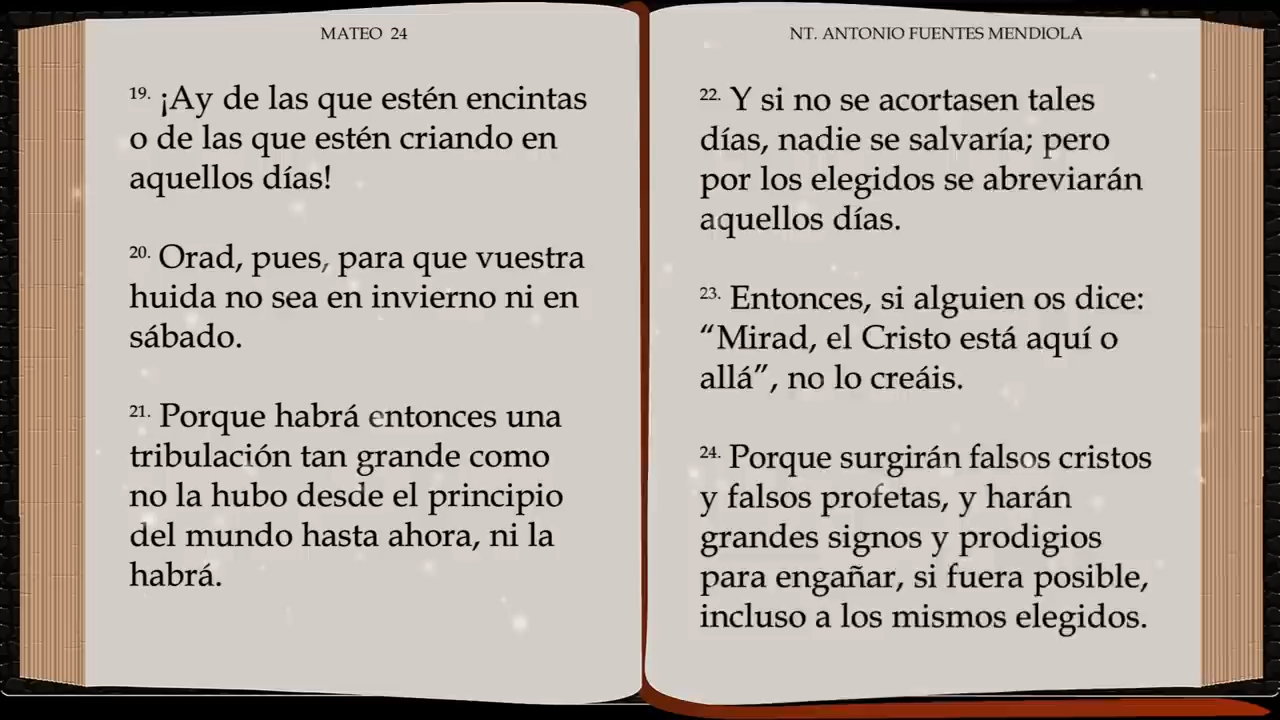 MATEO 24
19. ¡Ay de las que estén encintas
o de las que estén criando en
aquellos días!
20. Orad, pues, para que vuestra
huida no sea en invierno ni en
sábado.
21. Porque habrá entonces una
tribulación tan grande como
no la hubo desde el principio
del mundo hasta ahora, ni la
habrá.
NT. ANTONIO FUENTES MENDIOLA
22. Y si no se acortasen tales
días, nadie se salvaría; pero
por los elegidos se abreviarán
aquellos días.
23. Entonces, si alguien os dice:
“Mirad, el Cristo está aquí o
allá”, no lo creáis.
24. Porque surgirán falsos cristos
y falsos profetas, y harán
grandes signos y prodigios
para engañar, si fuera posible,
incluso a los mismos elegidos.